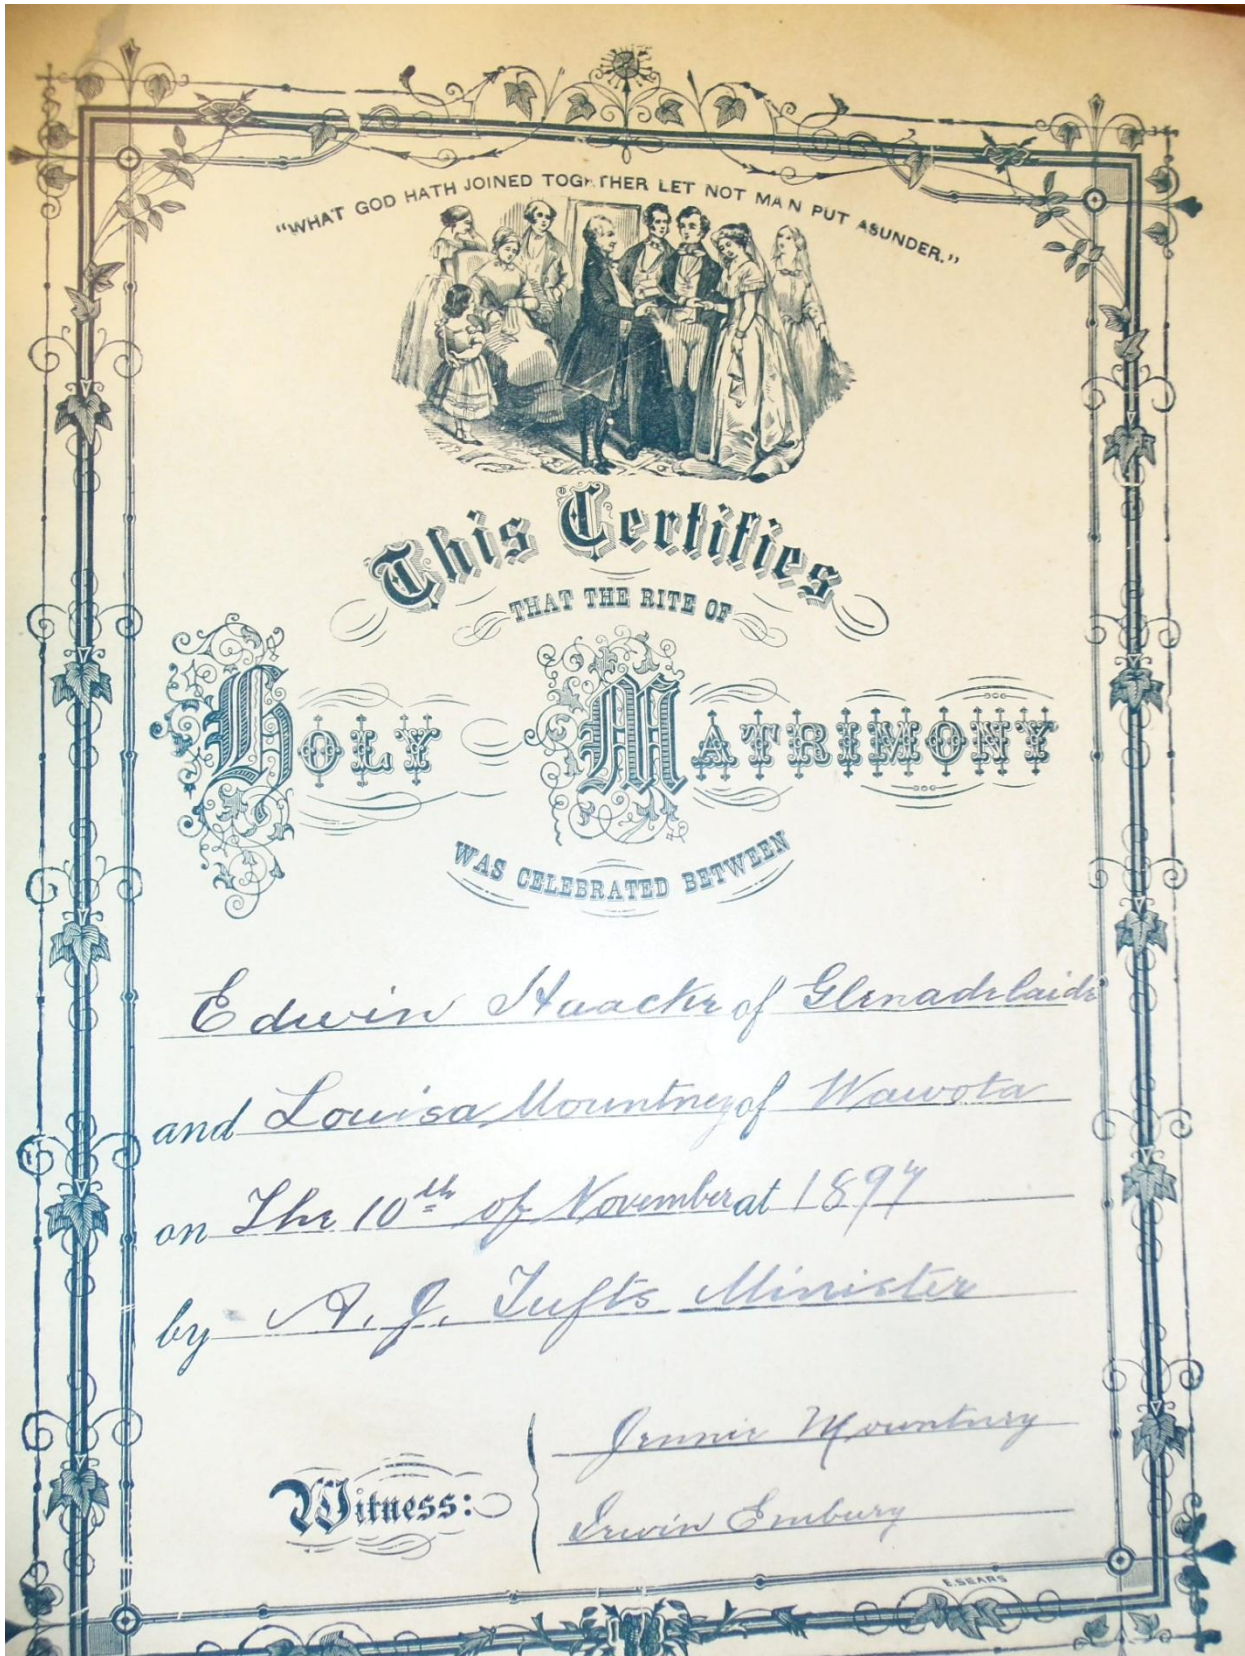 "WHAT GOD HATH JOINED TOGETHER LET NOT MAN PUT ASUNDER."
This Certifies
THAT THE RITE OF
HOLY MATRIMONY
WAS CELEBRATED BETWEEN
Edwin Haacke of Glenadelaide
and Louisa Mountney of Wawota
on The 10th of November at 1897
by A. J. Tufts Minister
Jennie Mountney
Witness:
Irwin Embury
E. SEARS